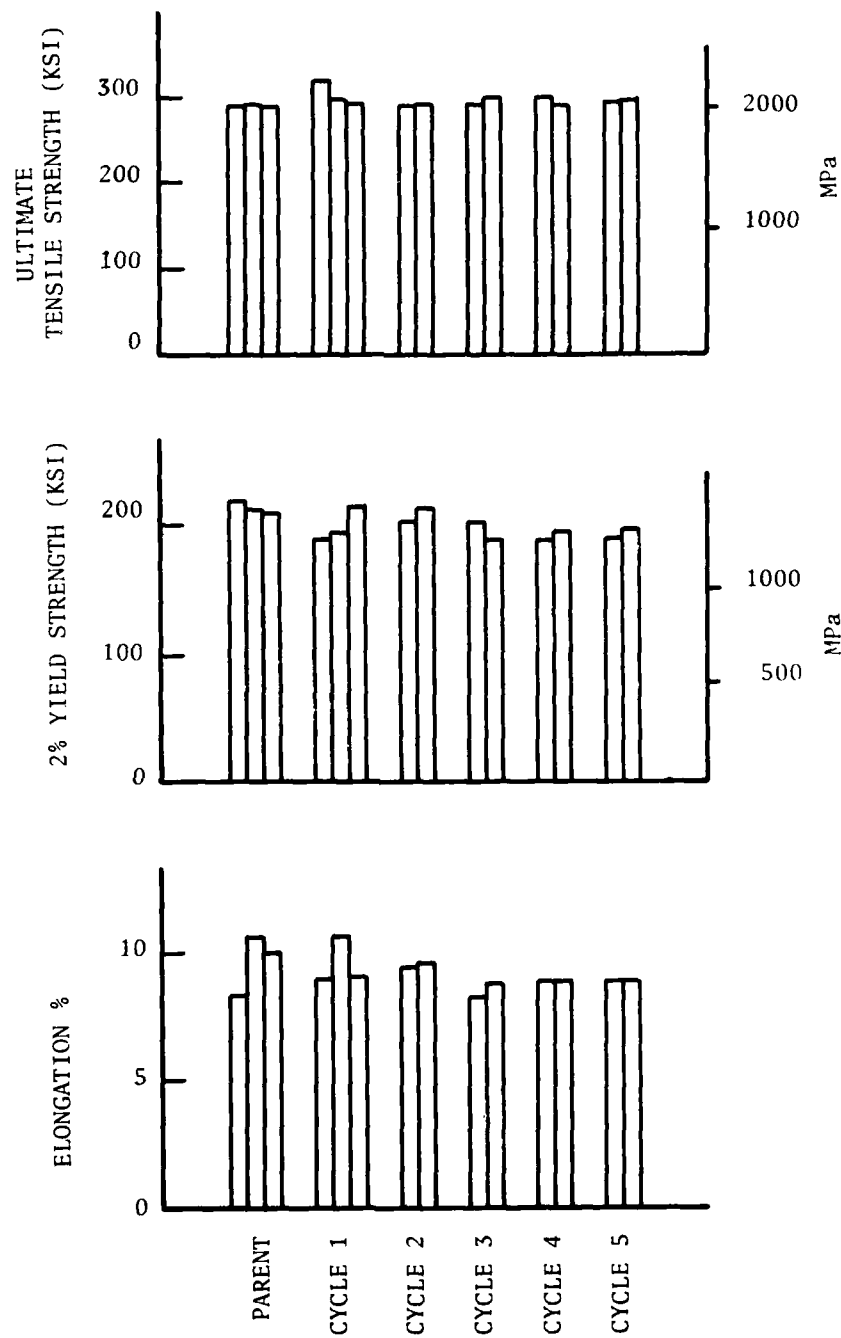 ULTIMATE
TENSILE STRENGTH (KSI)
300
200
100
0
2000
1000
MPa
2% YIELD STRENGTH (KSI)
200
100
0
1000
500
MPa
ELONGATION %
10
5
0
PARENT
CYCLE 1
CYCLE 2
CYCLE 3
CYCLE 4
CYCLE 5